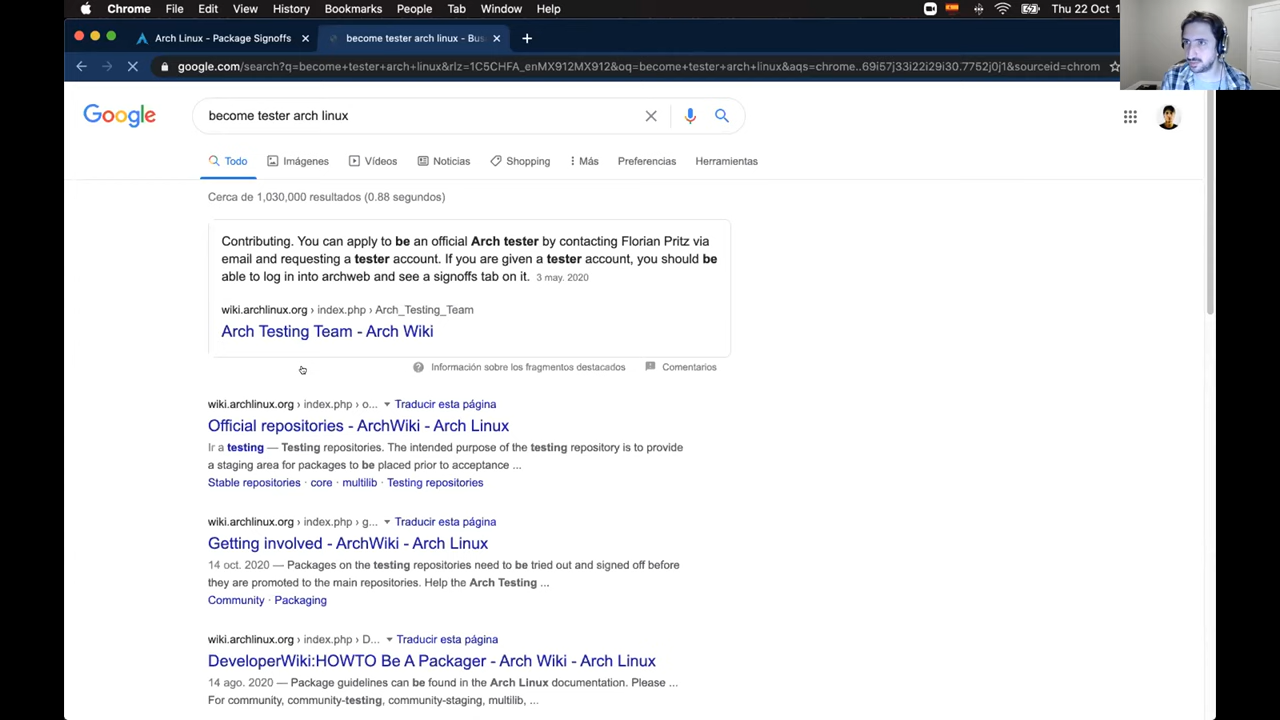 Chrome File Edit View History Bookmarks People Tab Window Help Thu 22 Oct 1
Arch Linux - Package Signoffs become tester arch linux - Bus
google.com/search?q=become+tester+arch+linux&rlz=1C5CHFA_enMX912MX912&oq=become+tester+arch+linux&aqs=chrome..69i57j33i22i29i30.7752j0j1&sourceid=chrom
Google become tester arch linux
Todo Imágenes Vídeos Noticias Shopping Más Preferencias Herramientas
Cerca de 1,030,000 resultados (0.88 segundos)
Contributing. You can apply to be an official Arch tester by contacting Florian Pritz via
email and requesting a tester account. If you are given a tester account, you should be
able to log in into archweb and see a signoffs tab on it. 3 may. 2020
wiki.archlinux.org › index.php › Arch_Testing_Team
Arch Testing Team - Arch Wiki
Información sobre los fragmentos destacados Comentarios
wiki.archlinux.org › index.php › o... Traducir esta página
Official repositories - ArchWiki - Arch Linux
Ir a testing — Testing repositories. The intended purpose of the testing repository is to provide
a staging area for packages to be placed prior to acceptance ...
Stable repositories · core · multilib · Testing repositories
wiki.archlinux.org › index.php › g... Traducir esta página
Getting involved - ArchWiki - Arch Linux
14 oct. 2020 — Packages on the testing repositories need to be tried out and signed off before
they are promoted to the main repositories. Help the Arch Testing ...
Community · Packaging
wiki.archlinux.org › index.php › D... Traducir esta página
DeveloperWiki:HOWTO Be A Packager - Arch Wiki - Arch Linux
14 ago. 2020 — Package guidelines can be found in the Arch Linux documentation. Please ...
For community, community-testing, community-staging, multilib, ...